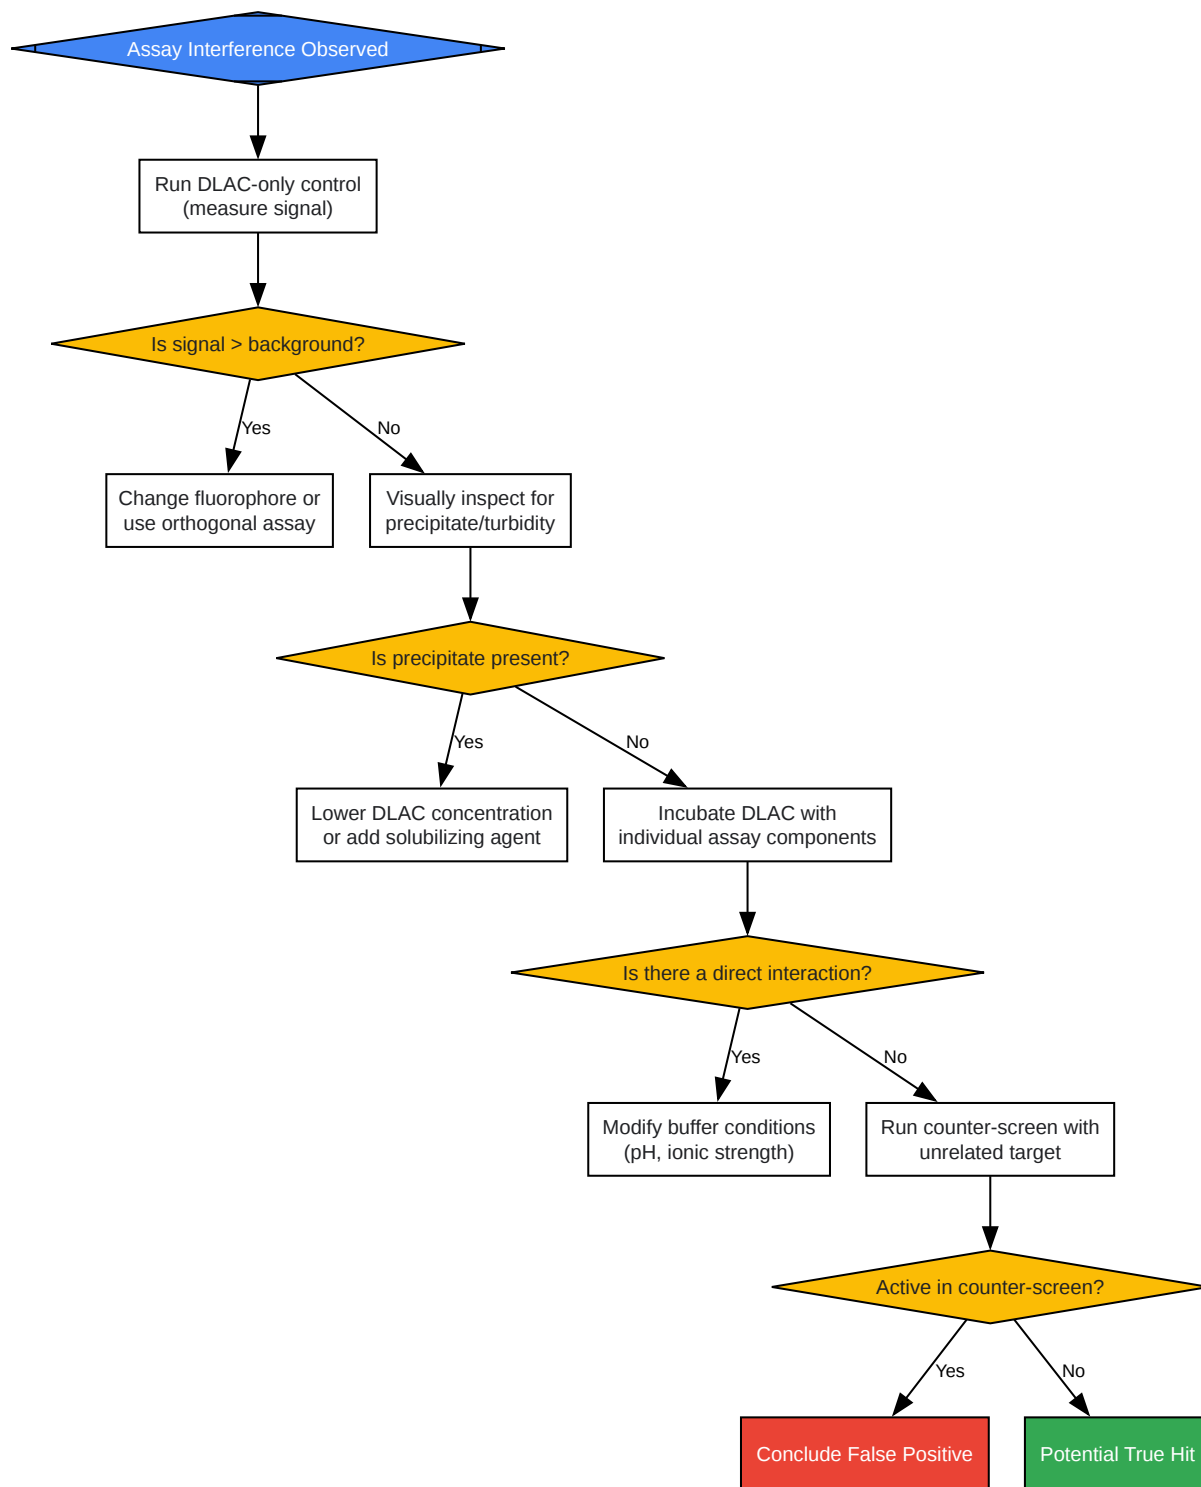 Assay Interference Observed
Run DLAC-only control
(measure signal)
Is signal > background?
Yes
No
Change fluorophore or
use orthogonal assay
Visually inspect for
precipitate/turbidity
Is precipitate present?
Yes
No
Lower DLAC concentration
or add solubilizing agent
Incubate DLAC with
individual assay components
Is there a direct interaction?
Yes
No
Modify buffer conditions
(pH, ionic strength)
Run counter-screen with
unrelated target
Active in counter-screen?
Yes
No
Conclude False Positive
Potential True Hit